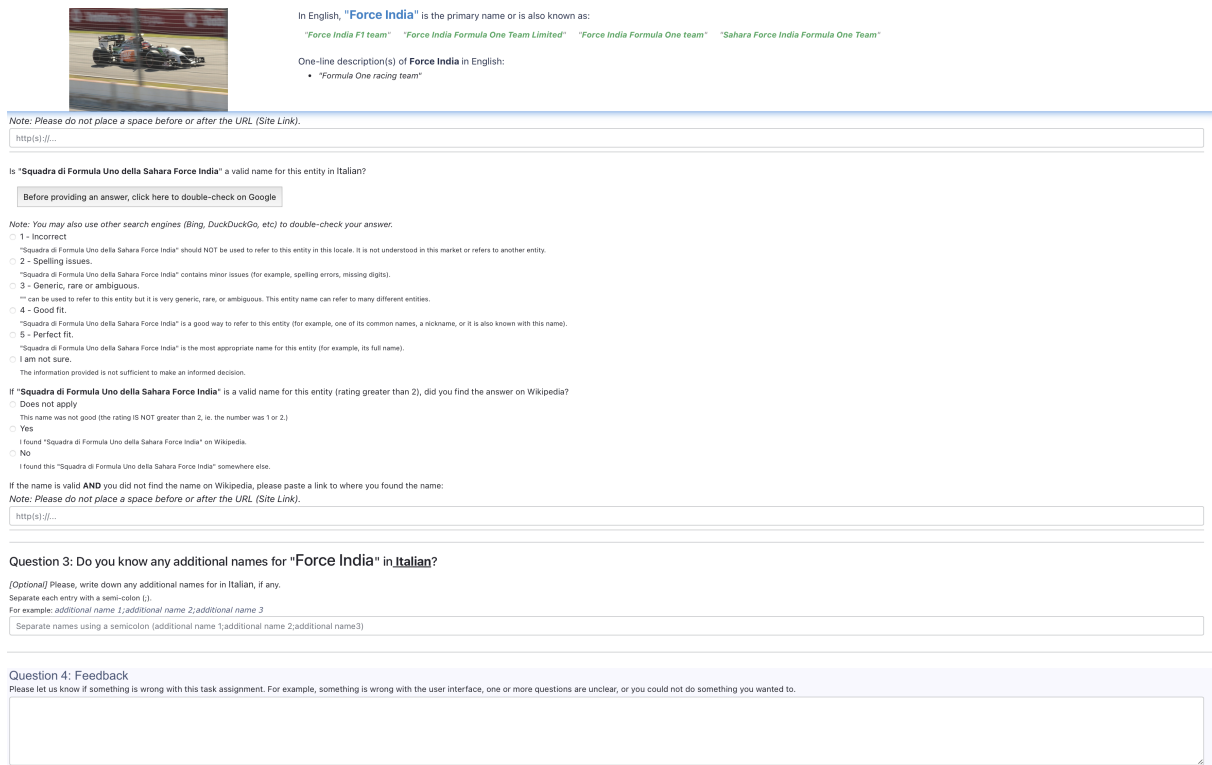 In English, "Force India" is the primary name or is also known as:
"Force India F1 team" "Force India Formula One Team Limited" "Force India Formula One team" "Sahara Force India Formula One Team"
One-line description(s) of Force India in English:
• "Formula One racing team"
Note: Please do not place a space before or after the URL (Site Link).
http(s)://...
Is "Squadra di Formula Uno della Sahara Force India" a valid name for this entity in Italian?
Before providing an answer, click here to double-check on Google
Note: You may also use other search engines (Bing, DuckDuckGo, etc) to double-check your answer.
1 - Incorrect
"Squadra di Formula Uno della Sahara Force India" should NOT be used to refer to this entity in this locale. It is not understood in this market or refers to another entity.
2 - Spelling issues.
"Squadra di Formula Uno della Sahara Force India" contains minor issues (for example, spelling errors, missing digits).
3 - Generic, rare or ambiguous.
"" can be used to refer to this entity but it is very generic, rare, or ambiguous. This entity name can refer to many different entities.
4 - Good fit.
"Squadra di Formula Uno della Sahara Force India" is a good way to refer to this entity (for example, one of its common names, a nickname, or it is also known with this name).
5 - Perfect fit.
"Squadra di Formula Uno della Sahara Force India" is the most appropriate name for this entity (for example, its full name).
I am not sure.
The information provided is not sufficient to make an informed decision.
If "Squadra di Formula Uno della Sahara Force India" is a valid name for this entity (rating greater than 2), did you find the answer on Wikipedia?
Does not apply
This name was not good (the rating IS NOT greater than 2, ie. the number was 1 or 2.)
Yes
I found "Squadra di Formula Uno della Sahara Force India" on Wikipedia.
No
I found this "Squadra di Formula Uno della Sahara Force India" somewhere else.
If the name is valid AND you did not find the name on Wikipedia, please paste a link to where you found the name:
Note: Please do not place a space before or after the URL (Site Link).
http(s)://...
Question 3: Do you know any additional names for "Force India" in Italian?
[Optional] Please, write down any additional names for in Italian, if any.
Separate each entry with a semi-colon (;).
For example: additional name 1;additional name 2;additional name 3
Separate names using a semicolon (additional name 1;additional name 2;additional name3)
Question 4: Feedback
Please let us know if something is wrong with this task assignment. For example, something is wrong with the user interface, one or more questions are unclear, or you could not do something you wanted to.